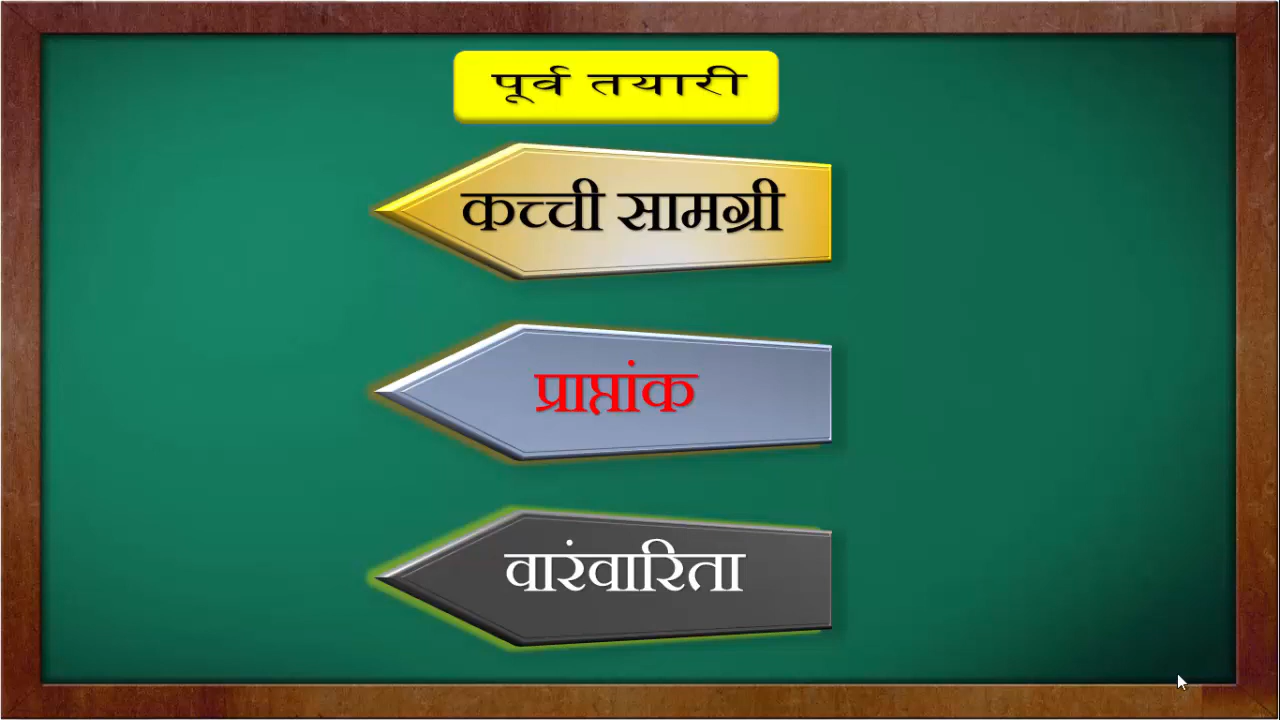 पूर्व तयारी
कच्ची सामग्री
प्राप्तांक
वारंवारिता